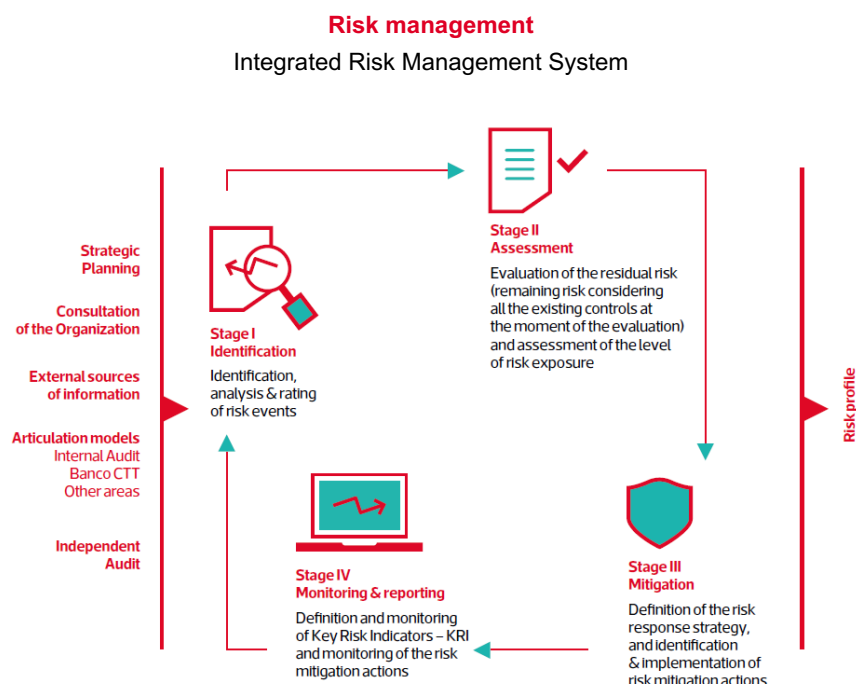 Risk management
Integrated Risk Management System
Strategic
Planning
Consultation
of the Organization
External sources
of information
Articulation models
Internal Audit
Banco CTT
Other areas
Independent
Audit
Stage I
Identification
Identification,
analysis & rating
of risk events
Stage II
Assessment
Evaluation of the residual risk
(remaining risk considering
all the existing controls at
the moment of the evaluation)
and assessment of the level
of risk exposure
Stage III
Mitigation
Definition of the risk
response strategy,
and identification
& implementation of
risk mitigation actions
Stage IV
Monitoring & reporting
Definition and monitoring
of Key Risk Indicators – KRI
and monitoring of the risk
mitigation actions
Risk profile